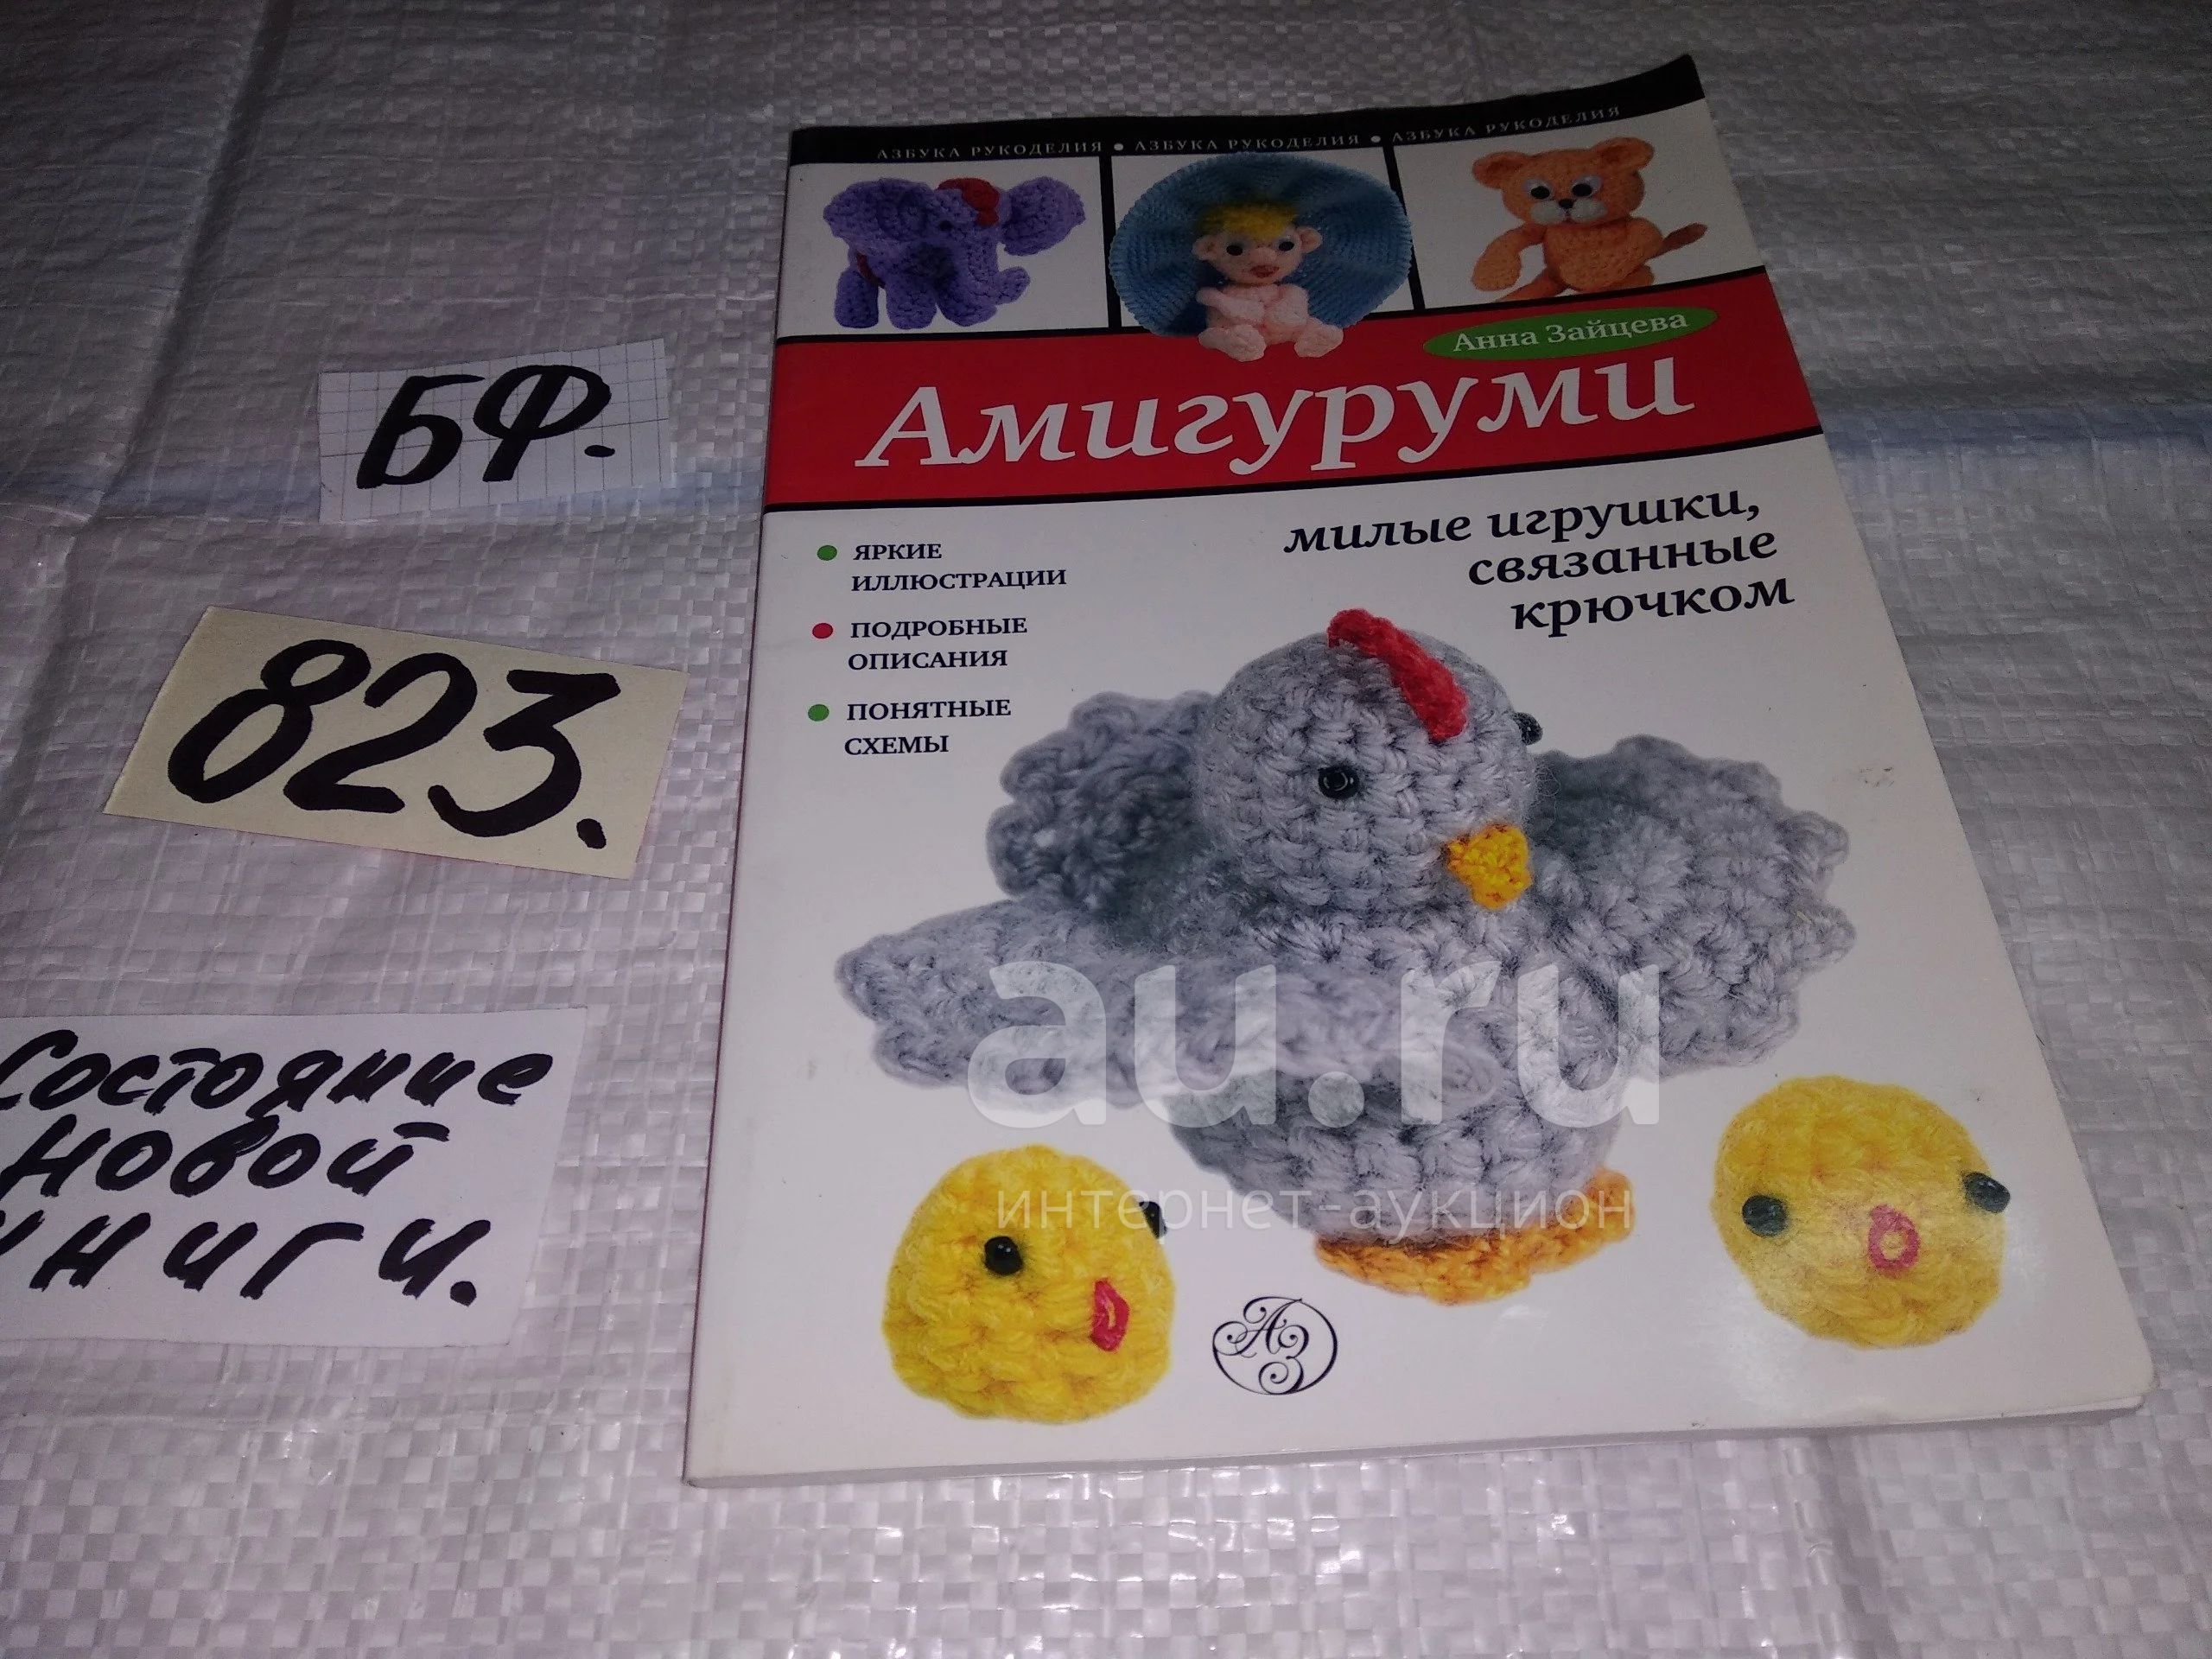 АЗБУКА РУКОДЕЛИЯ • АЗБУКА РУКОДЕЛИЯ • АЗБУКА РУКОДЕЛИЯ
Анна Зайцева
Амигуруми
милые игрушки,
связанные
крючком
• ЯРКИЕ
ИЛЛЮСТРАЦИИ
• ПОДРОБНЫЕ
ОПИСАНИЯ
• ПОНЯТНЫЕ
СХЕМЫ
АЗ
БФ.
823.
Состояние
новой
книги.
au.ru
интернет-аукцион